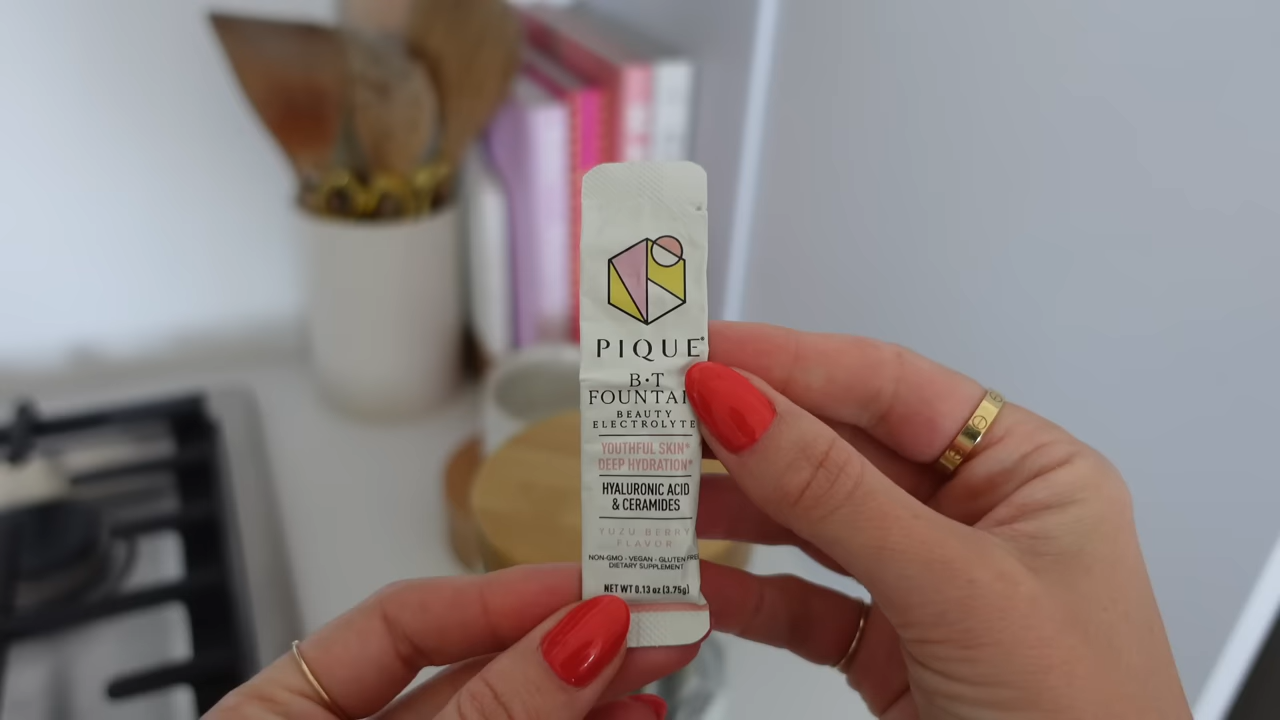 PIQUE®
B·T
FOUNTAI
BEAUTY
ELECTROLYTE
YOUTHFUL SKIN*
DEEP HYDRATION*
HYALURONIC ACID
& CERAMIDES
YUZU BERRY
FLAVOR
NON-GMO - VEGAN - GLUTEN FREE
DIETARY SUPPLEMENT
NET WT 0.13 oz (3.75g)